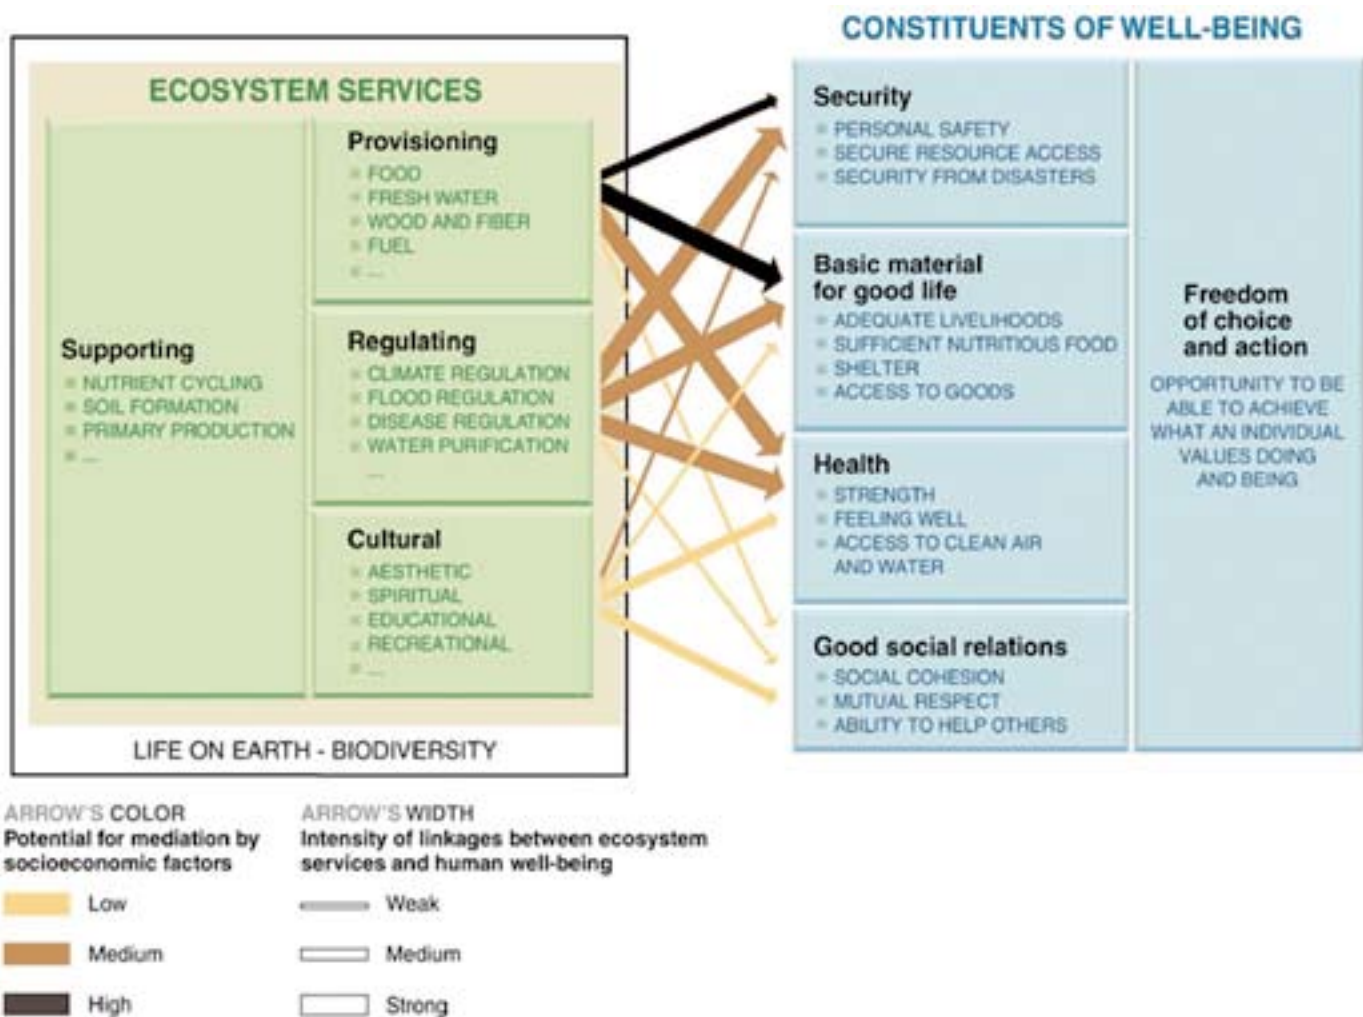 CONSTITUENTS OF WELL-BEING
ECOSYSTEM SERVICES
Supporting
NUTRIENT CYCLING
SOIL FORMATION
PRIMARY PRODUCTION
...
Provisioning
FOOD
FRESH WATER
WOOD AND FIBER
FUEL
...
Regulating
CLIMATE REGULATION
FLOOD REGULATION
DISEASE REGULATION
WATER PURIFICATION
...
Cultural
AESTHETIC
SPIRITUAL
EDUCATIONAL
RECREATIONAL
...
LIFE ON EARTH - BIODIVERSITY
Security
PERSONAL SAFETY
SECURE RESOURCE ACCESS
SECURITY FROM DISASTERS
Basic material
for good life
ADEQUATE LIVELIHOODS
SUFFICIENT NUTRITIOUS FOOD
SHELTER
ACCESS TO GOODS
Health
STRENGTH
FEELING WELL
ACCESS TO CLEAN AIR
AND WATER
Good social relations
SOCIAL COHESION
MUTUAL RESPECT
ABILITY TO HELP OTHERS
Freedom
of choice
and action
OPPORTUNITY TO BE
ABLE TO ACHIEVE
WHAT AN INDIVIDUAL
VALUES DOING
AND BEING
ARROW'S COLOR
Potential for mediation by
socioeconomic factors
Low
Medium
High
ARROW'S WIDTH
Intensity of linkages between ecosystem
services and human well-being
Weak
Medium
Strong